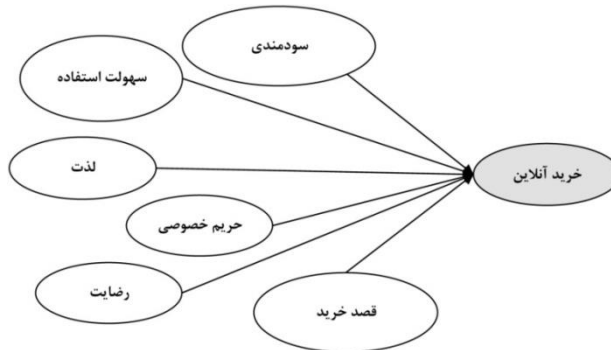 سودمندی
سهولت استفاده
لذت
خرید آنلاین
حریم خصوصی
رضایت
قصد خرید